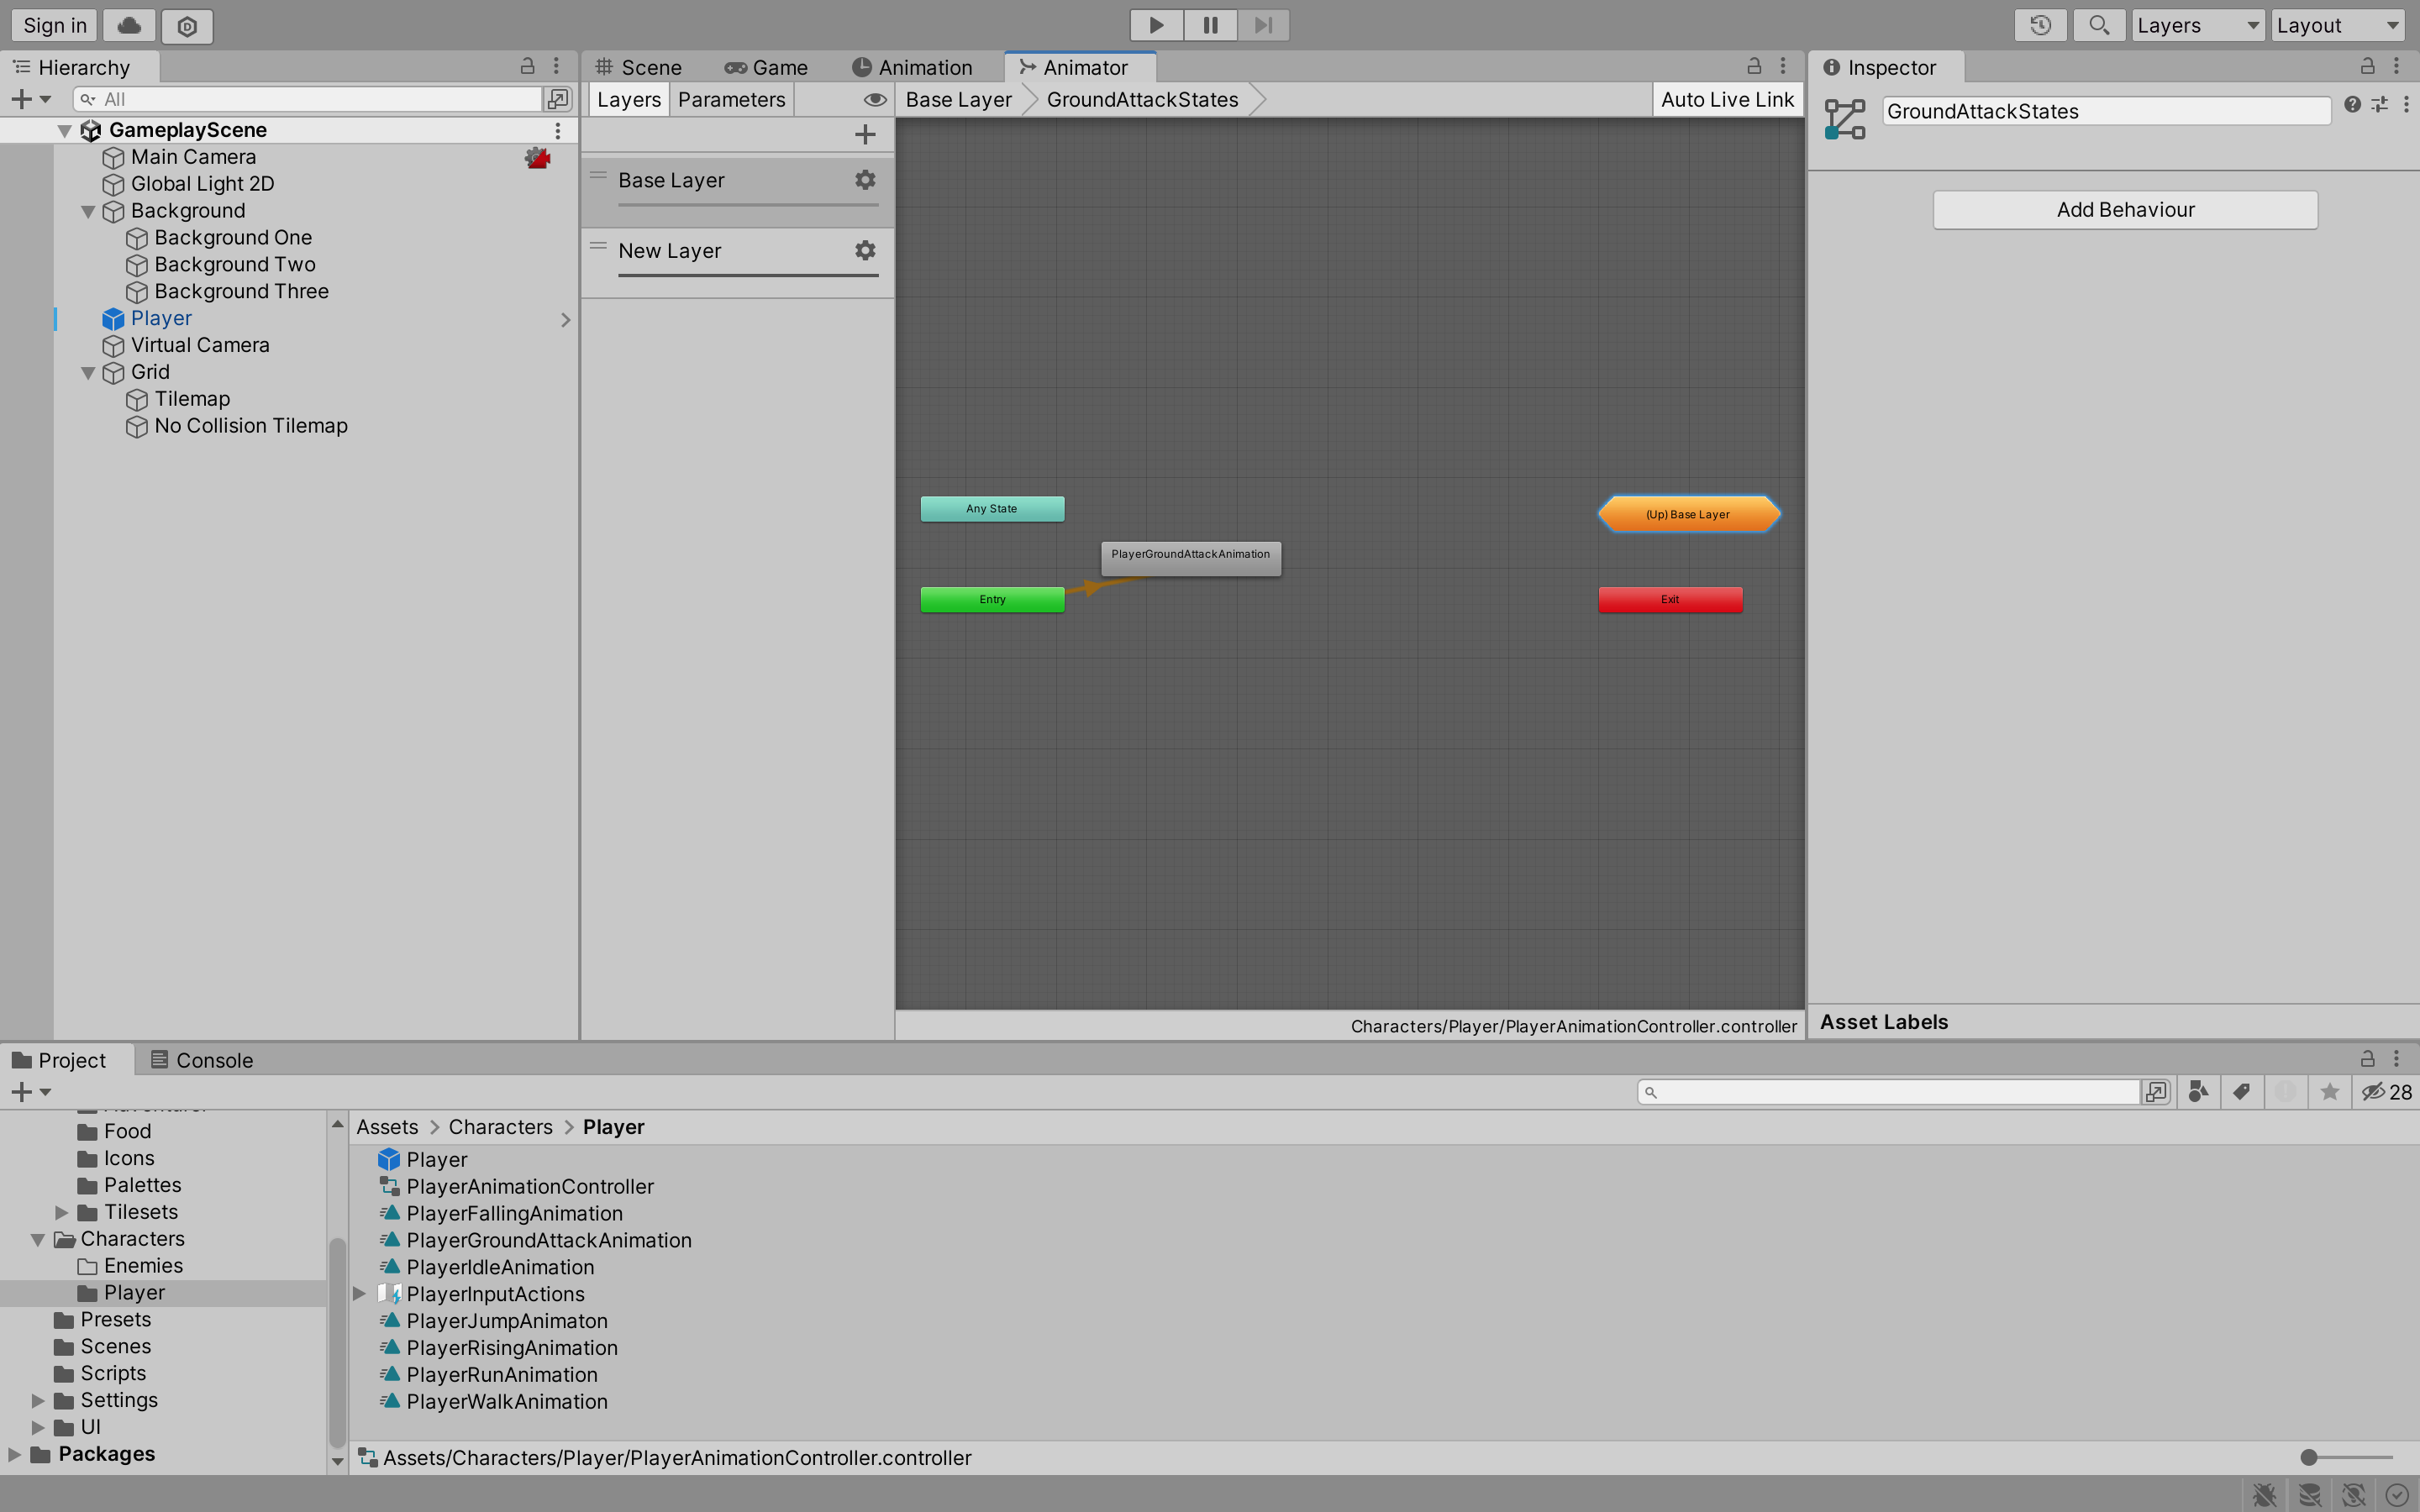 Sign in
Layers
Layout
Hierarchy
All
GameplayScene
Main Camera
Global Light 2D
Background
Background One
Background Two
Background Three
Player
Virtual Camera
Grid
Tilemap
No Collision Tilemap
Scene
Game
Animation
Animator
Layers
Parameters
Base Layer
GroundAttackStates
Auto Live Link
Base Layer
New Layer
Any State
(Up) Base Layer
PlayerGroundAttackAnimation
Entry
Exit
Characters/Player/PlayerAnimationController.controller
Inspector
GroundAttackStates
Add Behaviour
Asset Labels
Project
Console
28
Food
Icons
Palettes
Tilesets
Characters
Enemies
Player
Presets
Scenes
Scripts
Settings
UI
Packages
Assets > Characters > Player
Player
PlayerAnimationController
PlayerFallingAnimation
PlayerGroundAttackAnimation
PlayerIdleAnimation
PlayerInputActions
PlayerJumpAnimaton
PlayerRisingAnimation
PlayerRunAnimation
PlayerWalkAnimation
Assets/Characters/Player/PlayerAnimationController.controller